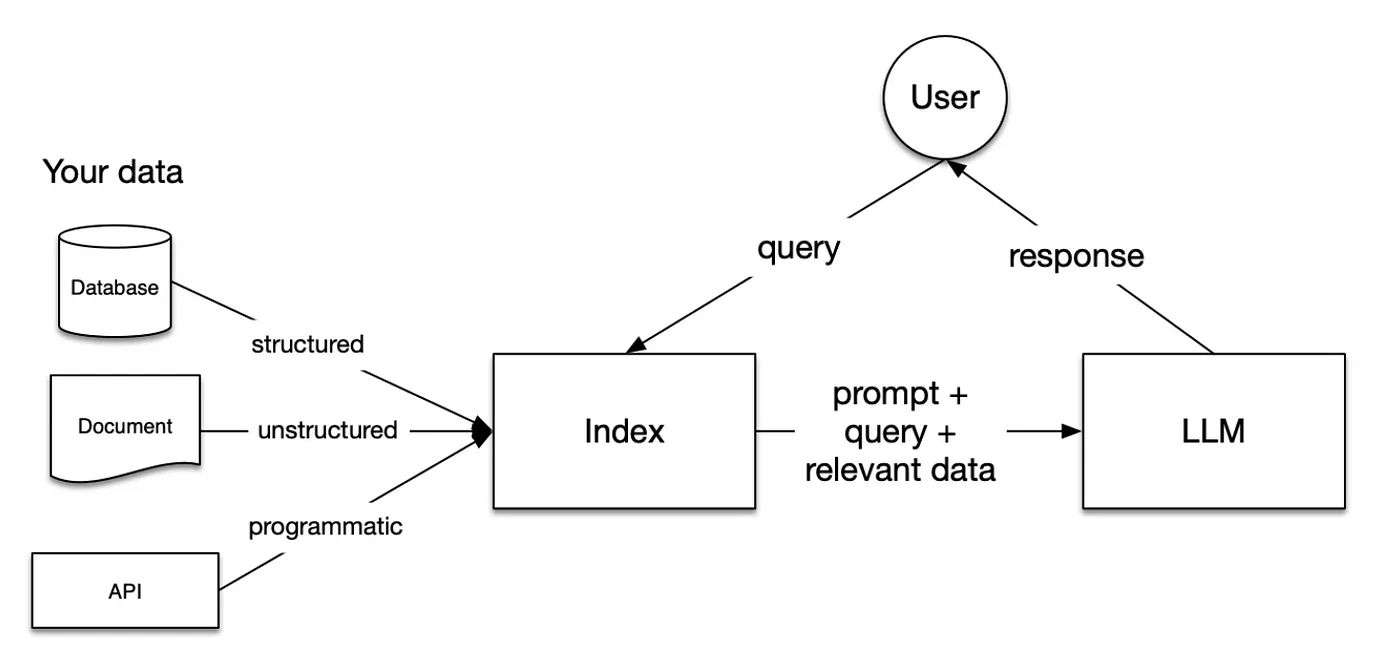 User
Your data
query
response
Database
structured
Document
unstructured
Index
prompt +
query +
relevant data
LLM
programmatic
API